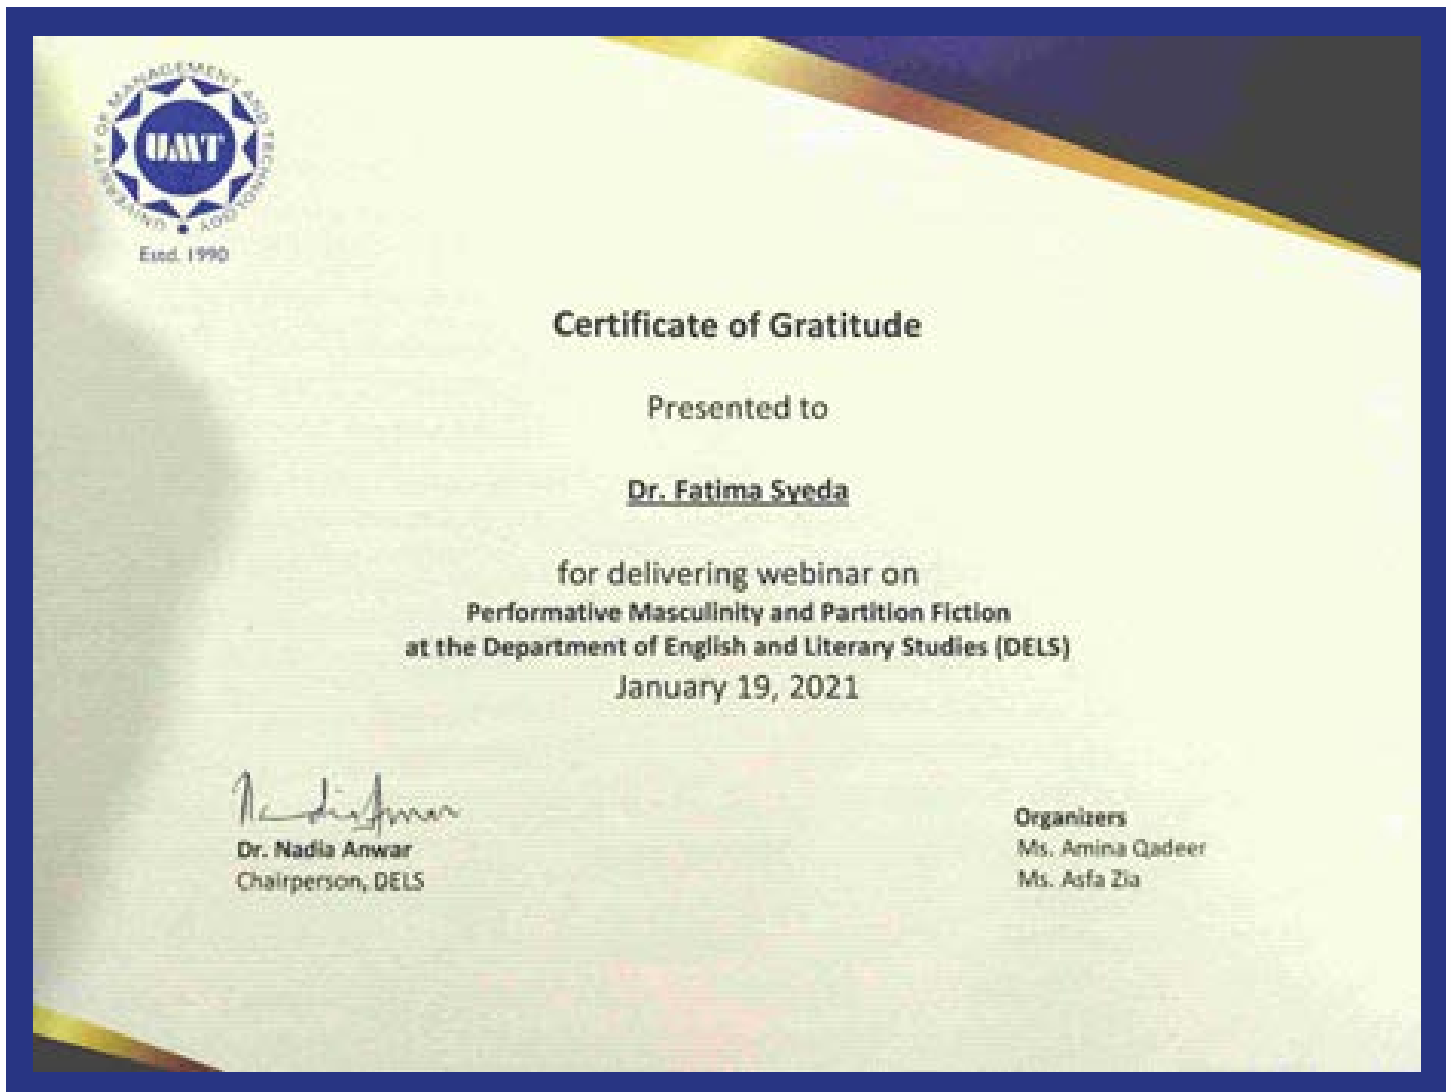 UNIVERSITY OF MANAGEMENT AND TECHNOLOGY
UMT
Estd. 1990
Certificate of Gratitude
Presented to
Dr. Fatima Syeda
for delivering webinar on
Performative Masculinity and Partition Fiction
at the Department of English and Literary Studies (DELS)
January 19, 2021
Nadia Anwar
Dr. Nadia Anwar
Chairperson, DELS
Organizers
Ms. Amina Qadeer
Ms. Asfa Zia